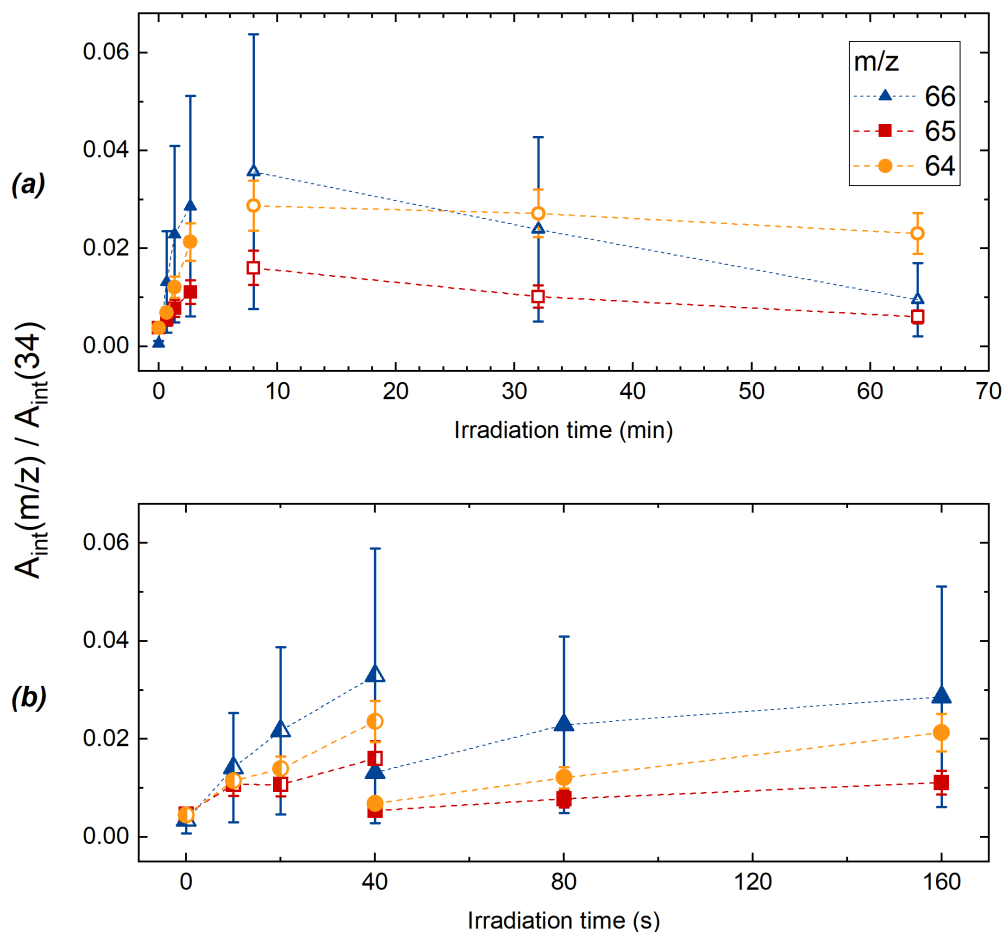 (a)
0.06
0.04
0.02
0.00
m/z
66
65
64
0 10 20 30 40 50 60 70
Irradiation time (min)
A_int(m/z) / A_int(34)
(b)
0.06
0.04
0.02
0.00
0 40 80 120 160
Irradiation time (s)